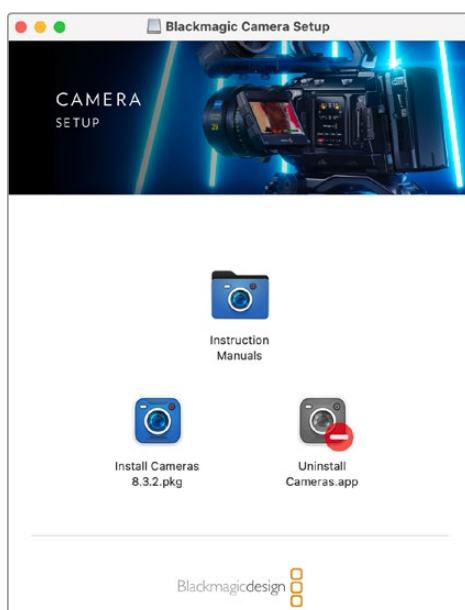 Blackmagic Camera Setup
CAMERA
SETUP
Instruction
Manuals
Install Cameras
8.3.2.pkg
Uninstall
Cameras.app
Blackmagicdesign